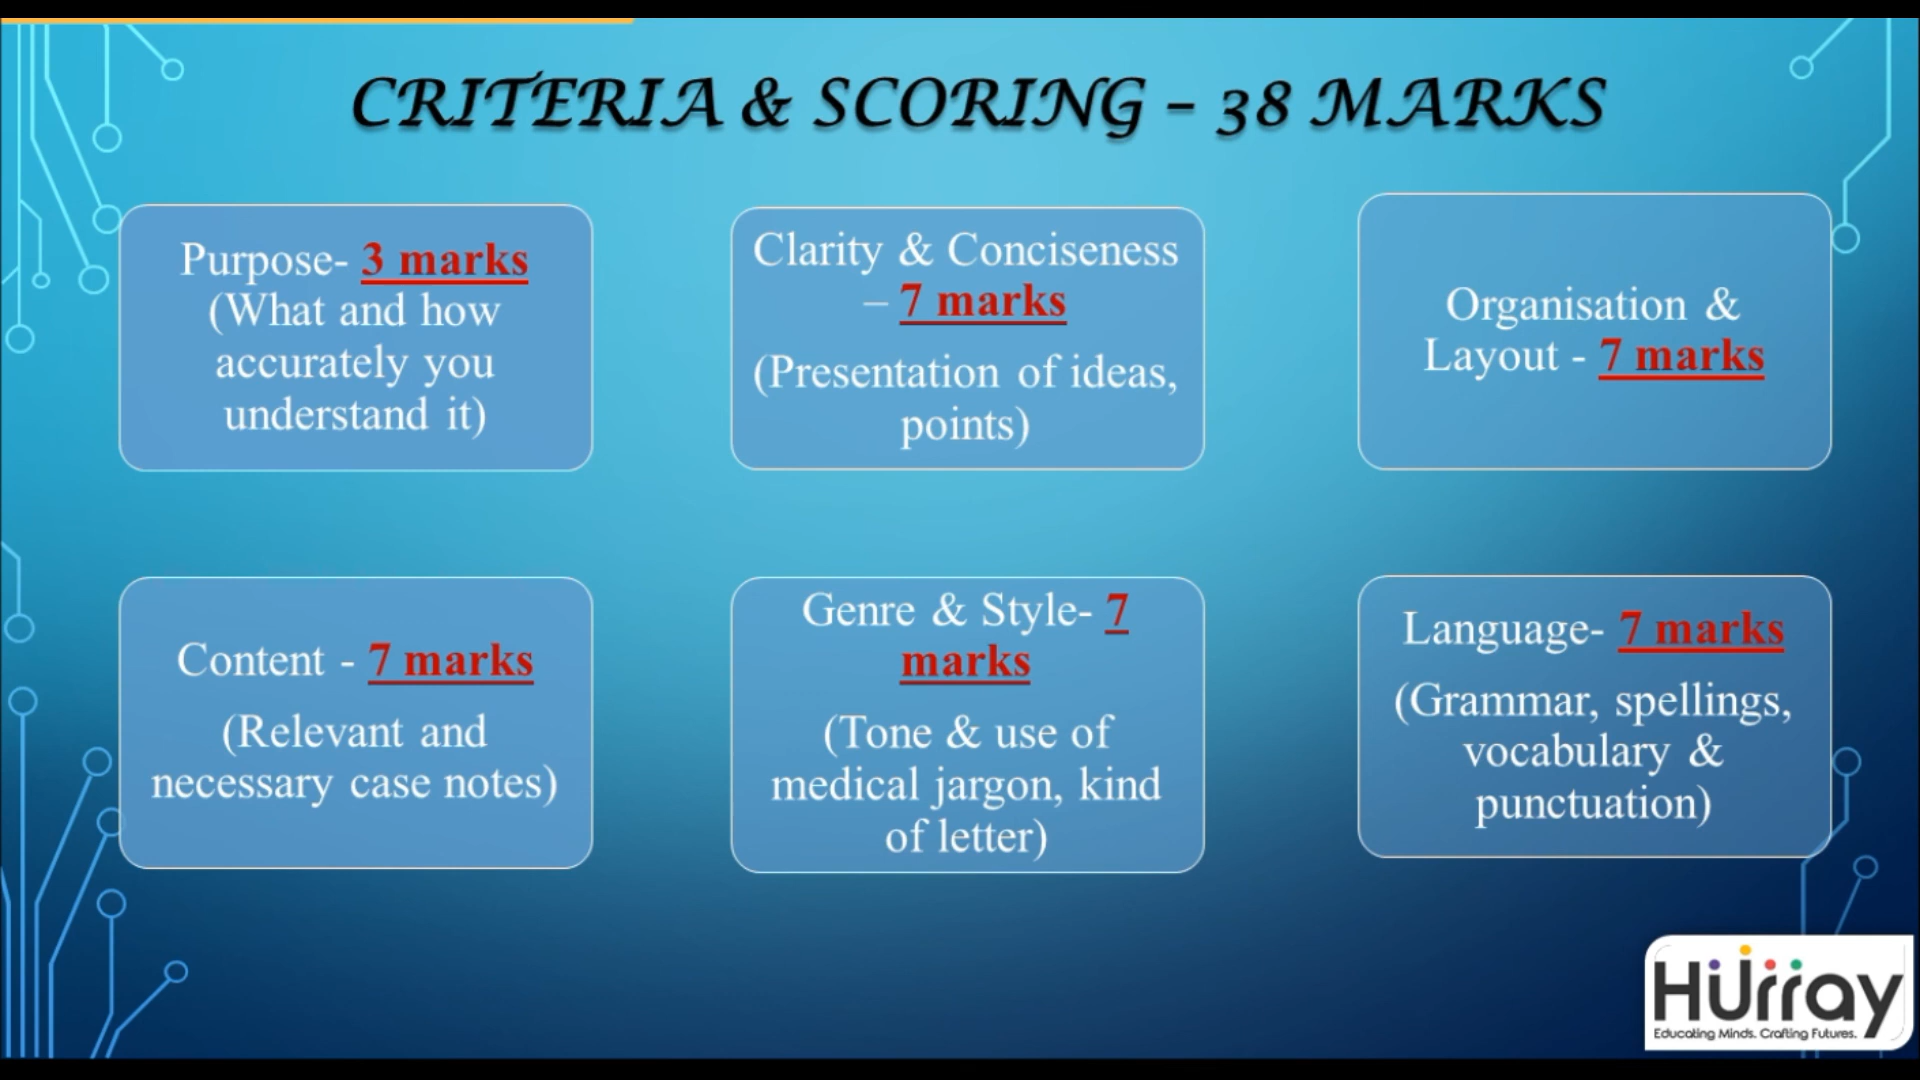 CRITERIA & SCORING – 38 MARKS
Purpose- 3 marks
(What and how
accurately you
understand it)
Clarity & Conciseness
– 7 marks
(Presentation of ideas,
points)
Organisation &
Layout - 7 marks
Content - 7 marks
(Relevant and
necessary case notes)
Genre & Style- 7
marks
(Tone & use of
medical jargon, kind
of letter)
Language- 7 marks
(Grammar, spellings,
vocabulary &
punctuation)
Hurray
Educating Minds. Crafting Futures.